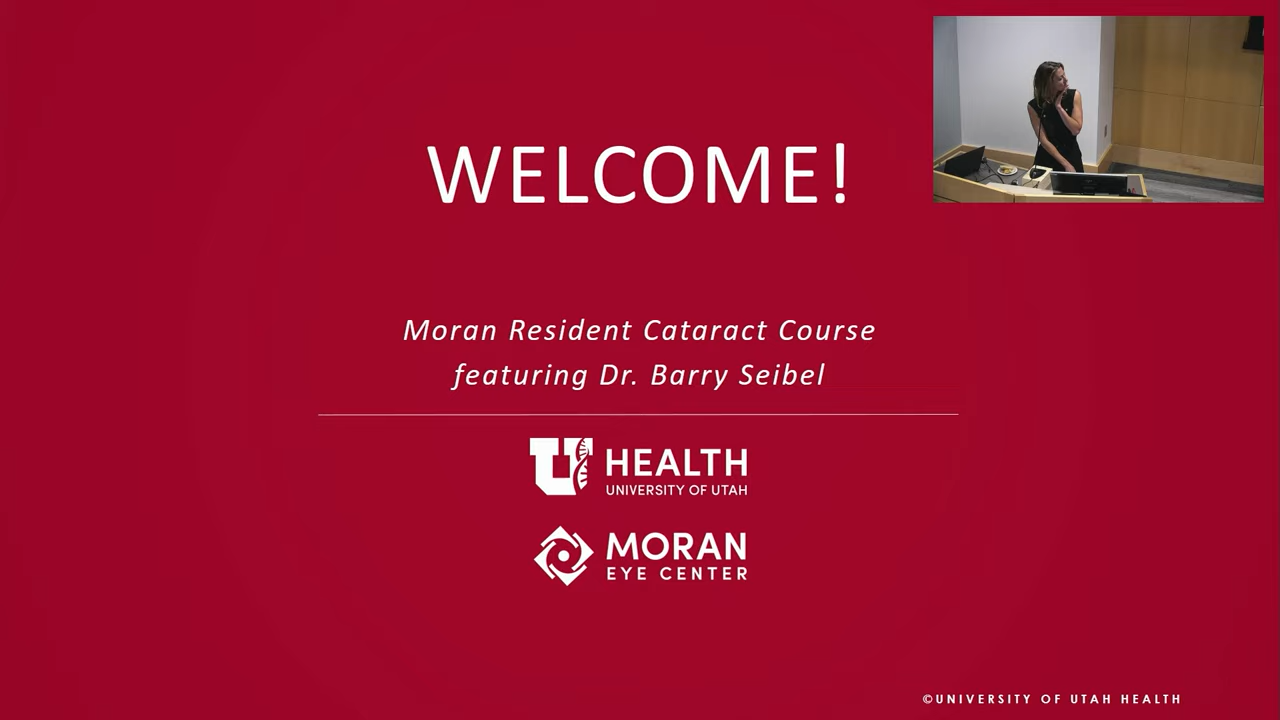 WELCOME!
Moran Resident Cataract Course
featuring Dr. Barry Seibel
U HEALTH
UNIVERSITY OF UTAH
MORAN
EYE CENTER
©UNIVERSITY OF UTAH HEALTH